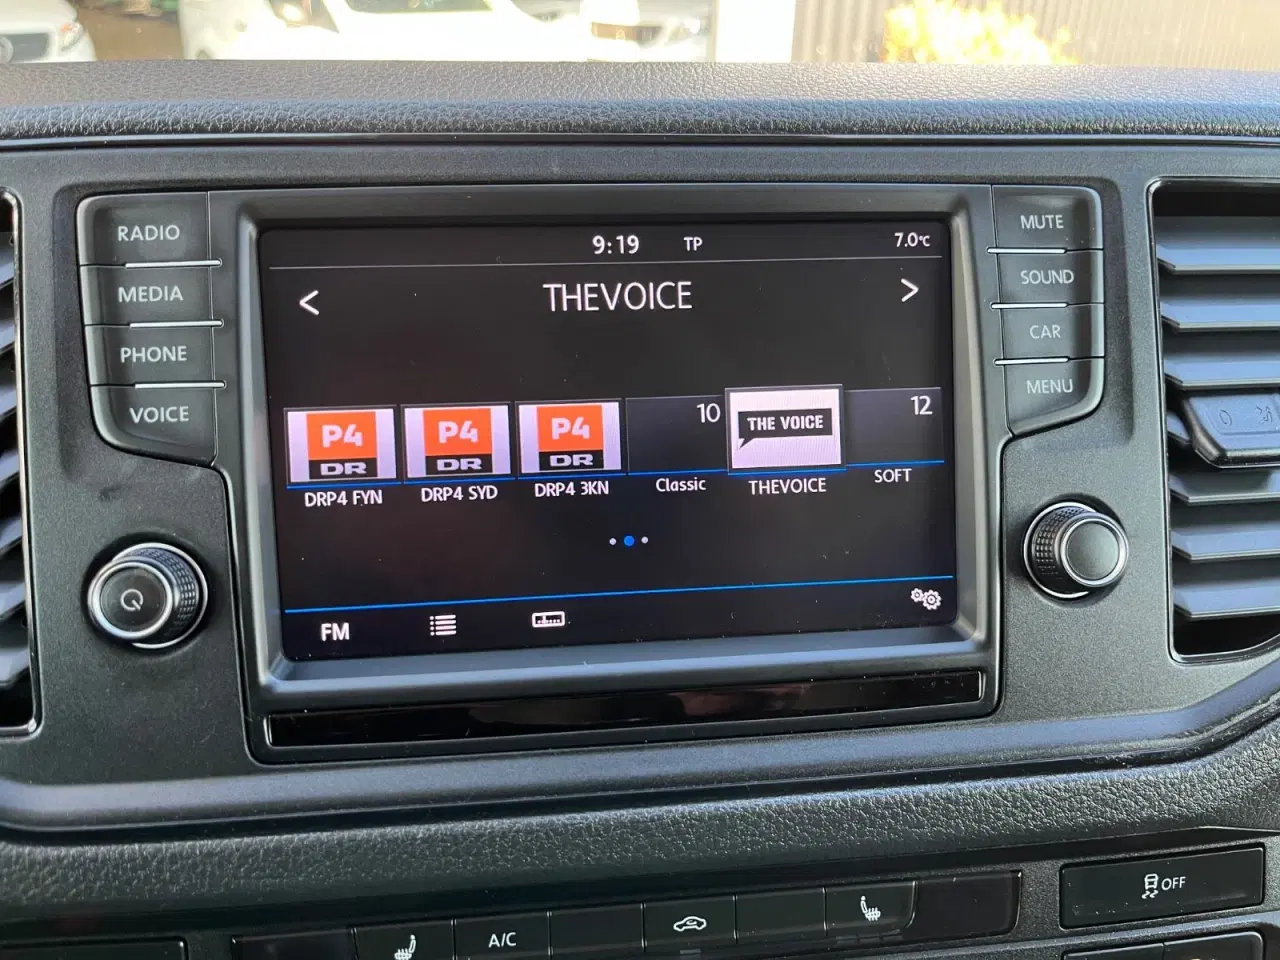 RADIO
MEDIA
PHONE
VOICE
9:19 TP 7.0°C
< THEVOICE >
P4
DR
P4
DR
P4
DR
10
THE VOICE
12
DRP4 FYN
DRP4 SYD
DRP4 3KN
Classic
THEVOICE
SOFT
FM
MUTE
SOUND
CAR
MENU
0
OFF
A/C